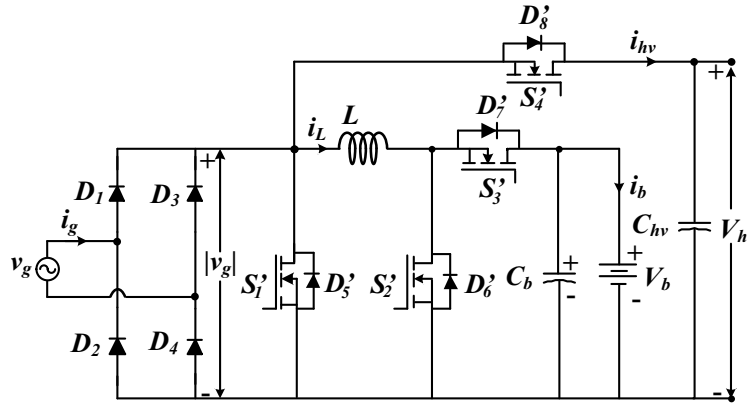 D₈'
i_hv
+
S₄'
i_L
L
D₇'
S₃'
+
D₁
D₃
i_g
v_g
|v_g|
S₁'
D₅'
S₂'
D₆'
C_b
+
-
i_b
+
V_b
-
C_hv
V_h
D₂
D₄
-
-